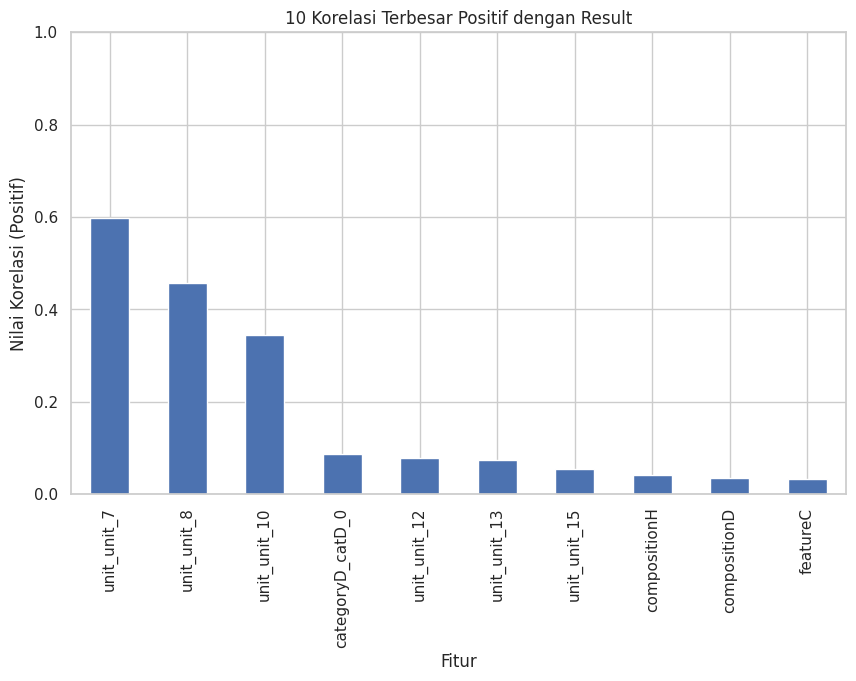 10 Korelasi Terbesar Positif dengan Result
Nilai Korelasi (Positif)
1.0
0.8
0.6
0.4
0.2
0.0
unit_unit_7
unit_unit_8
unit_unit_10
categoryD_catD_0
unit_unit_12
unit_unit_13
unit_unit_15
compositionH
compositionD
featureC
Fitur